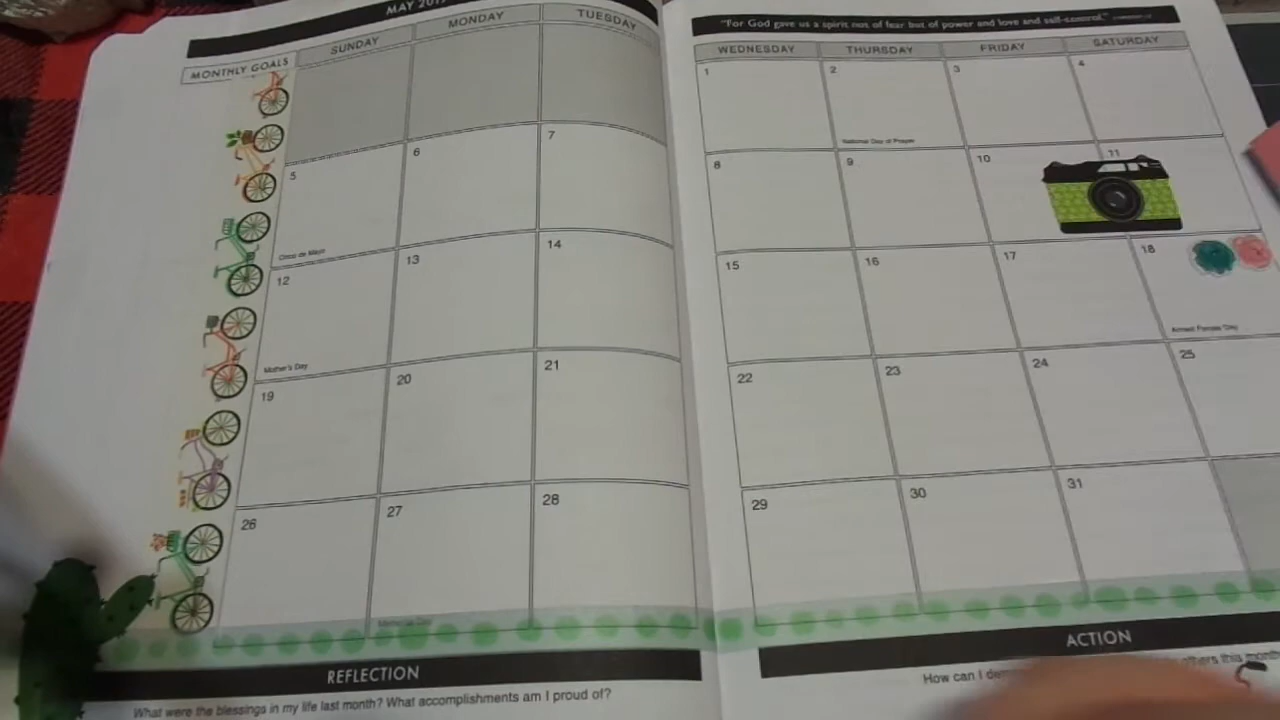 MAY
SUNDAY MONDAY TUESDAY
MONTHLY GOALS
5 6 7
Cinco de Mayo
12 13 14
Mother's Day
19 20 21
26 27 28
REFLECTION
What were the blessings in my life last month? What accomplishments am I proud of?
"For God gave us a spirit not of fear but of power and love and self-control."
WEDNESDAY THURSDAY FRIDAY SATURDAY
1 2 3 4
National Day of Prayer
8 9 10 11
15 16 17 18
Armed Forces Day
22 23 24 25
29 30 31
ACTION
How can I
this month